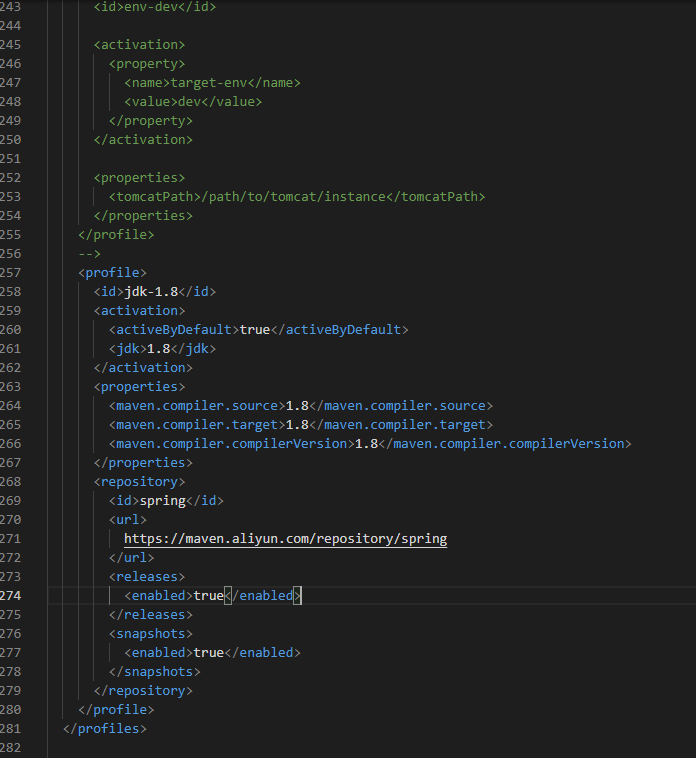 243 <id>env-dev</id>
244
245 <activation>
246 <property>
247 <name>target-env</name>
248 <value>dev</value>
249 </property>
250 </activation>
251
252 <properties>
253 <tomcatPath>/path/to/tomcat/instance</tomcatPath>
254 </properties>
255 </profile>
256 -->
257 <profile>
258 <id>jdk-1.8</id>
259 <activation>
260 <activeByDefault>true</activeByDefault>
261 <jdk>1.8</jdk>
262 </activation>
263 <properties>
264 <maven.compiler.source>1.8</maven.compiler.source>
265 <maven.compiler.target>1.8</maven.compiler.target>
266 <maven.compiler.compilerVersion>1.8</maven.compiler.compilerVersion>
267 </properties>
268 <repository>
269 <id>spring</id>
270 <url>
271 https://maven.aliyun.com/repository/spring
272 </url>
273 <releases>
274 <enabled>true</enabled>
275 </releases>
276 <snapshots>
277 <enabled>true</enabled>
278 </snapshots>
279 </repository>
280 </profile>
281 </profiles>
282